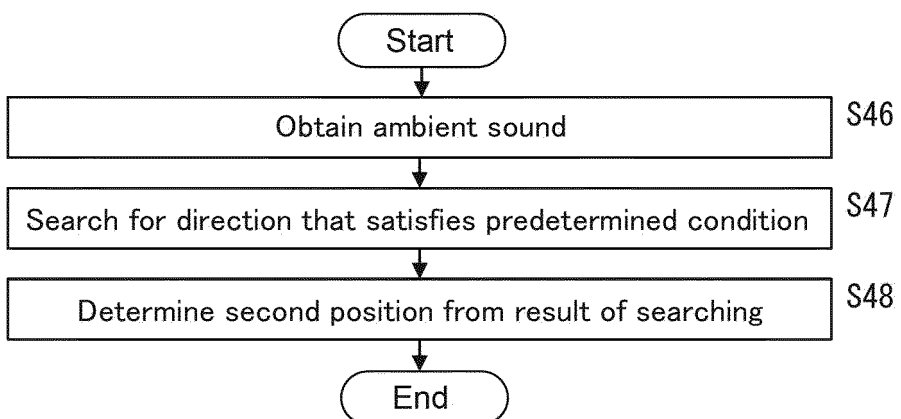 Start
Obtain ambient sound
S46
Search for direction that satisfies predetermined condition
S47
Determine second position from result of searching
S48
End